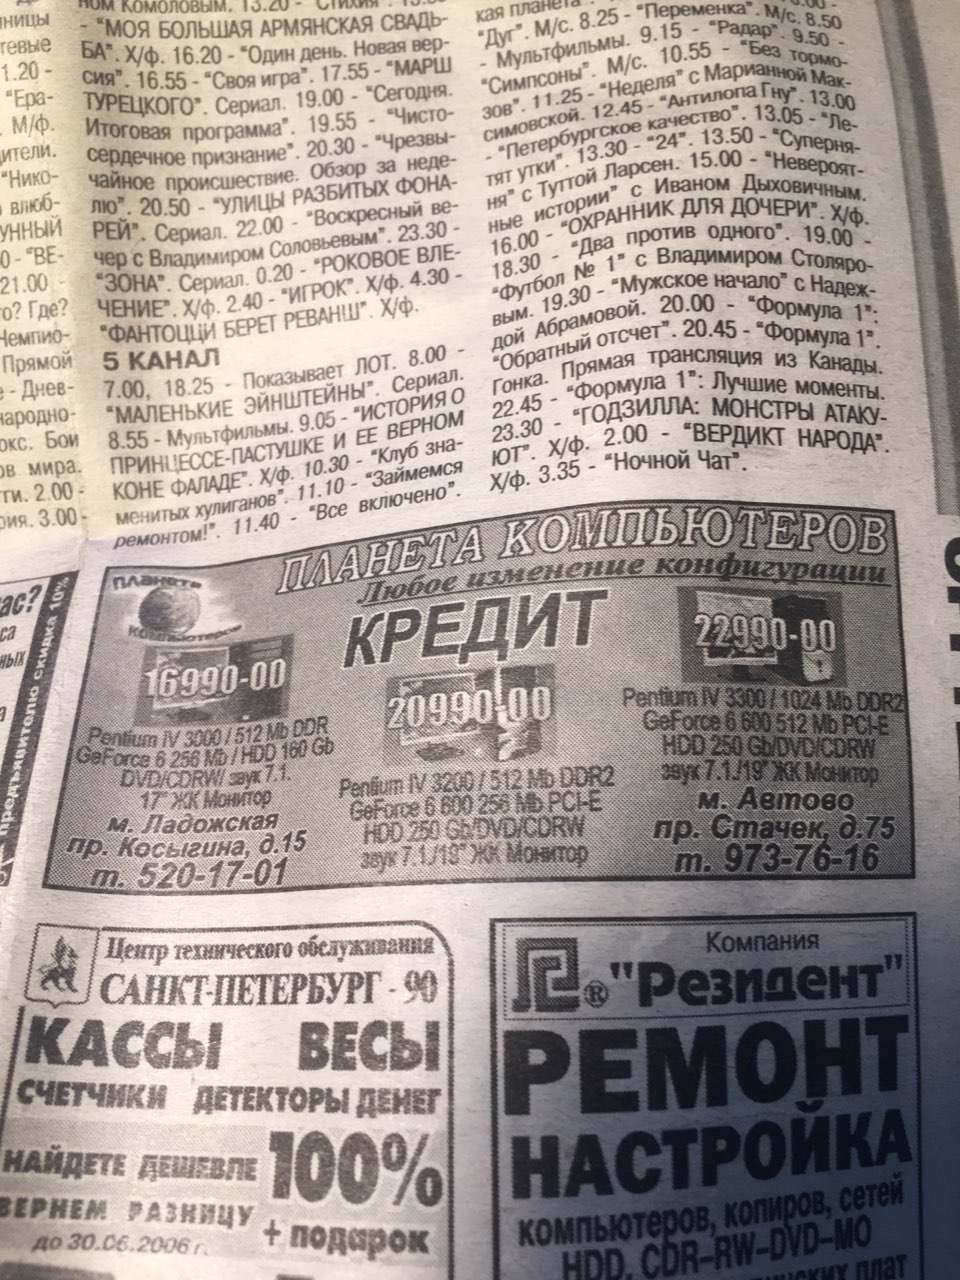 ном Комоловым. 13.20 - "Стихия".
- "МОЯ БОЛЬШАЯ АРМЯНСКАЯ СВАДЬ-
БА". Х/ф. 16.20 - "Один день. Новая вер-
сия". 16.55 - "Своя игра". 17.55 - "МАРШ
ТУРЕЦКОГО". Сериал. 19.00 - "Сегодня.
Итоговая программа". 19.55 - "Чисто-
сердечное признание". 20.30 - "Чрезвы-
чайное происшествие. Обзор за неде-
лю". 20.50 - "УЛИЦЫ РАЗБИТЫХ ФОНА-
РЕЙ". Сериал. 22.00 - "Воскресный ве-
чер с Владимиром Соловьевым". 23.30 -
"ЗОНА". Сериал. 0.20 - "РОКОВОЕ ВЛЕ-
ЧЕНИЕ". Х/ф. 2.40 - "ИГРОК". Х/ф. 4.30 -
"ФАНТОЦЦИ БЕРЕТ РЕВАНШ". Х/ф.
5 КАНАЛ
7.00, 18.25 - Показывает ЛОТ. 8.00 -
"МАЛЕНЬКИЕ ЭЙНШТЕЙНЫ". Сериал.
8.55 - Мультфильмы. 9.05 - "ИСТОРИЯ О
ПРИНЦЕССЕ-ПАСТУШКЕ И ЕЕ ВЕРНОМ
КОНЕ ФАЛАДЕ". Х/ф. 10.30 - "Клуб зна-
менитых хулиганов". 11.10 - "Займемся
ремонтом!". 11.40 - "Все включено".
кая планета"
"Дуг". М/с. 8.25 - "Переменка". М/с. 8.50
- Мультфильмы. 9.15 - "Радар". 9.50 -
"Симпсоны". М/с. 10.55 - "Без тормо-
зов". 11.25 - "Неделя" с Марианной Мак-
симовской. 12.45 - "Антилопа Гну". 13.00
- "Петербургское качество". 13.05 - "Ле-
тят утки". 13.30 - "24". 13.50 - "Суперня-
ня" с Туттой Ларсен. 15.00 - "Невероят-
ные истории" с Иваном Дыховичным.
16.00 - "ОХРАННИК ДЛЯ ДОЧЕРИ". Х/ф.
18.30 - "Два против одного". 19.00 -
"Футбол № 1" с Владимиром Столяро-
вым. 19.30 - "Мужское начало" с Надеж-
дой Абрамовой. 20.00 - "Формула 1":
"Обратный отсчет". 20.45 - "Формула 1".
Гонка. Прямая трансляция из Канады.
22.45 - "Формула 1": Лучшие моменты.
23.30 - "ГОДЗИЛЛА: МОНСТРЫ АТАКУ-
ЮТ". Х/ф. 2.00 - "ВЕРДИКТ НАРОДА".
Х/ф. 3.35 - "Ночной Чат".
предъявителю скидка 10%
ПЛАНЕТА КОМПЬЮТЕРОВ
Любое изменение конфигурации
Планета
Компьютеров
КРЕДИТ
16990-00
Pentium IV 3000 / 512 Mb DDR
GeForce 6 256 Mb / HDD 160 Gb
DVD/CDRW/ звук 7.1.
17" ЖК Монитор
м. Ладожская
пр. Косыгина, д.15
т. 520-17-01
20990-00
Pentium IV 3200 / 512 Mb DDR2
GeForce 6 600 256 Mb PCI-E
HDD 250 Gb/DVD/CDRW
звук 7.1./19" ЖК Монитор
22990-00
Pentium IV 3300 / 1024 Mb DDR2
GeForce 6 600 512 Mb PCI-E
HDD 250 Gb/DVD/CDRW
звук 7.1./19" ЖК Монитор
м. Автово
пр. Стачек, д.75
т. 973-76-16
Центр технического обслуживания
САНКТ-ПЕТЕРБУРГ - 90
КАССЫ ВЕСЫ
СЧЕТЧИКИ ДЕТЕКТОРЫ ДЕНЕГ
НАЙДЕТЕ ДЕШЕВЛЕ
ВЕРНЕМ РАЗНИЦУ
до 30.06.2006 г.
100%
+ подарок
Компания
® "Резидент"
РЕМОНТ
НАСТРОЙКА
компьютеров, копиров, сетей
HDD, CDR-RW-DVD-MO